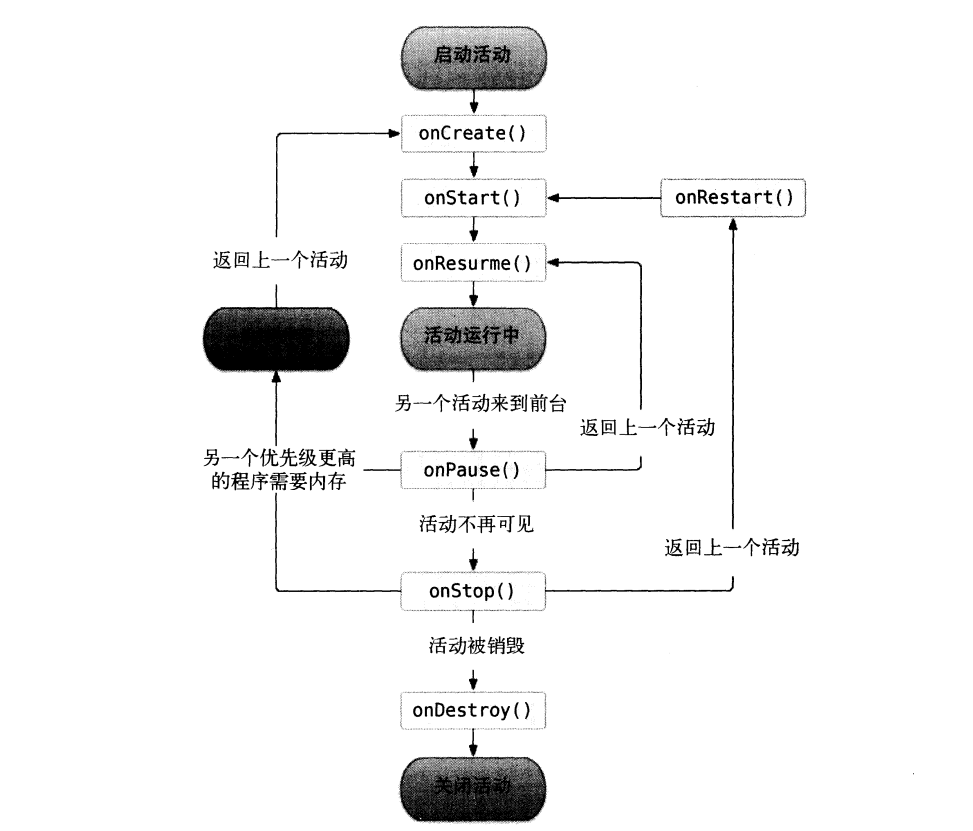 启动活动
onCreate()
onStart()
onRestart()
返回上一个活动
onResurme()
活动运行中
另一个活动来到前台
返回上一个活动
另一个优先级更高
的程序需要内存
onPause()
活动不再可见
返回上一个活动
onStop()
活动被销毁
onDestroy()
关闭活动